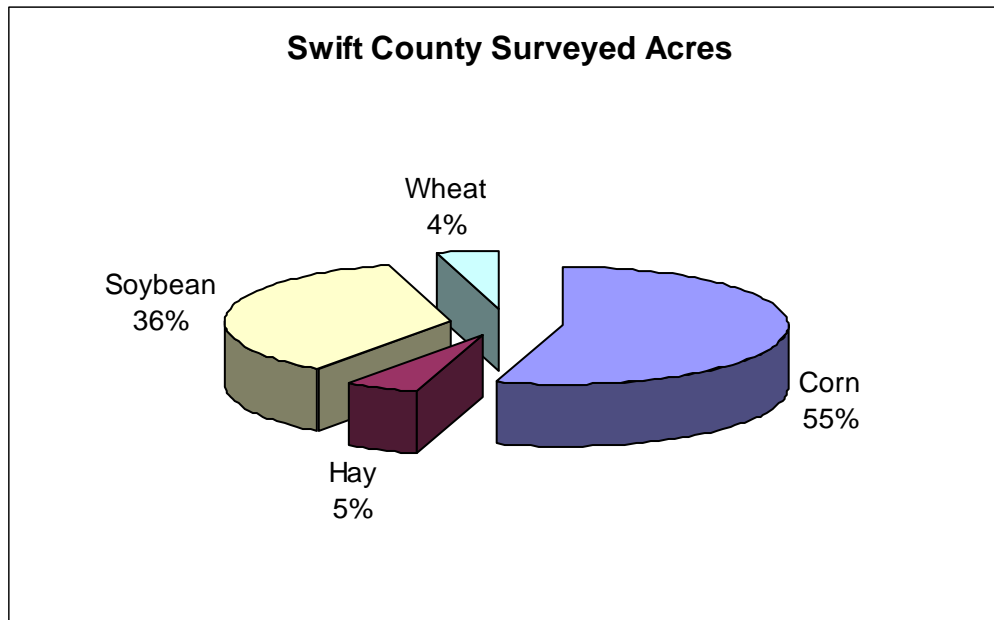 Swift County Surveyed Acres
Wheat
4%
Soybean
36%
Corn
55%
Hay
5%